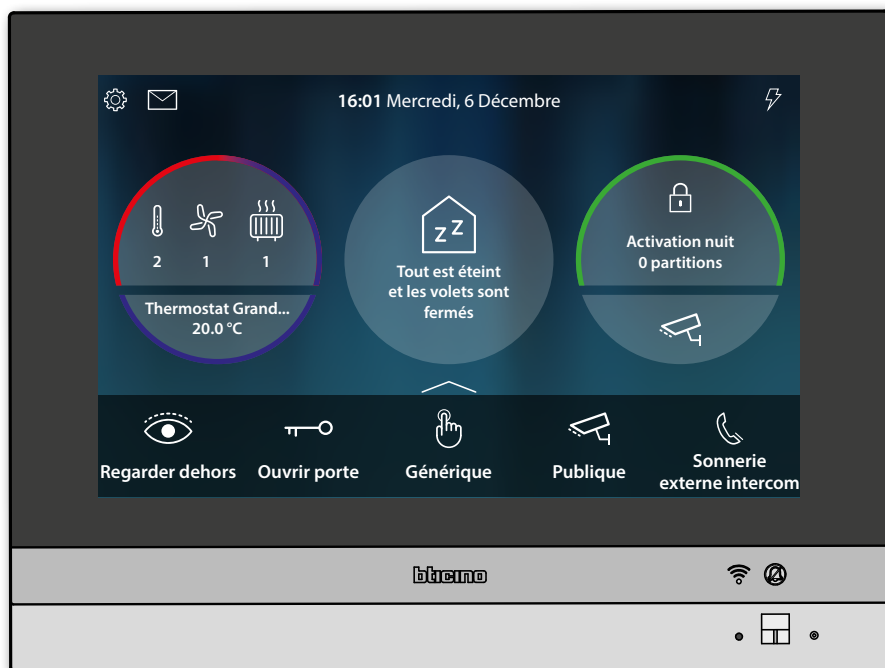 16:01 Mercredi, 6 Décembre
2 1 1
Thermostat Grand...
20.0 °C
z Z
Tout est éteint
et les volets sont
fermés
Activation nuit
0 partitions
Regarder dehors
Ouvrir porte
Générique
Publique
Sonnerie
externe intercom
bticino